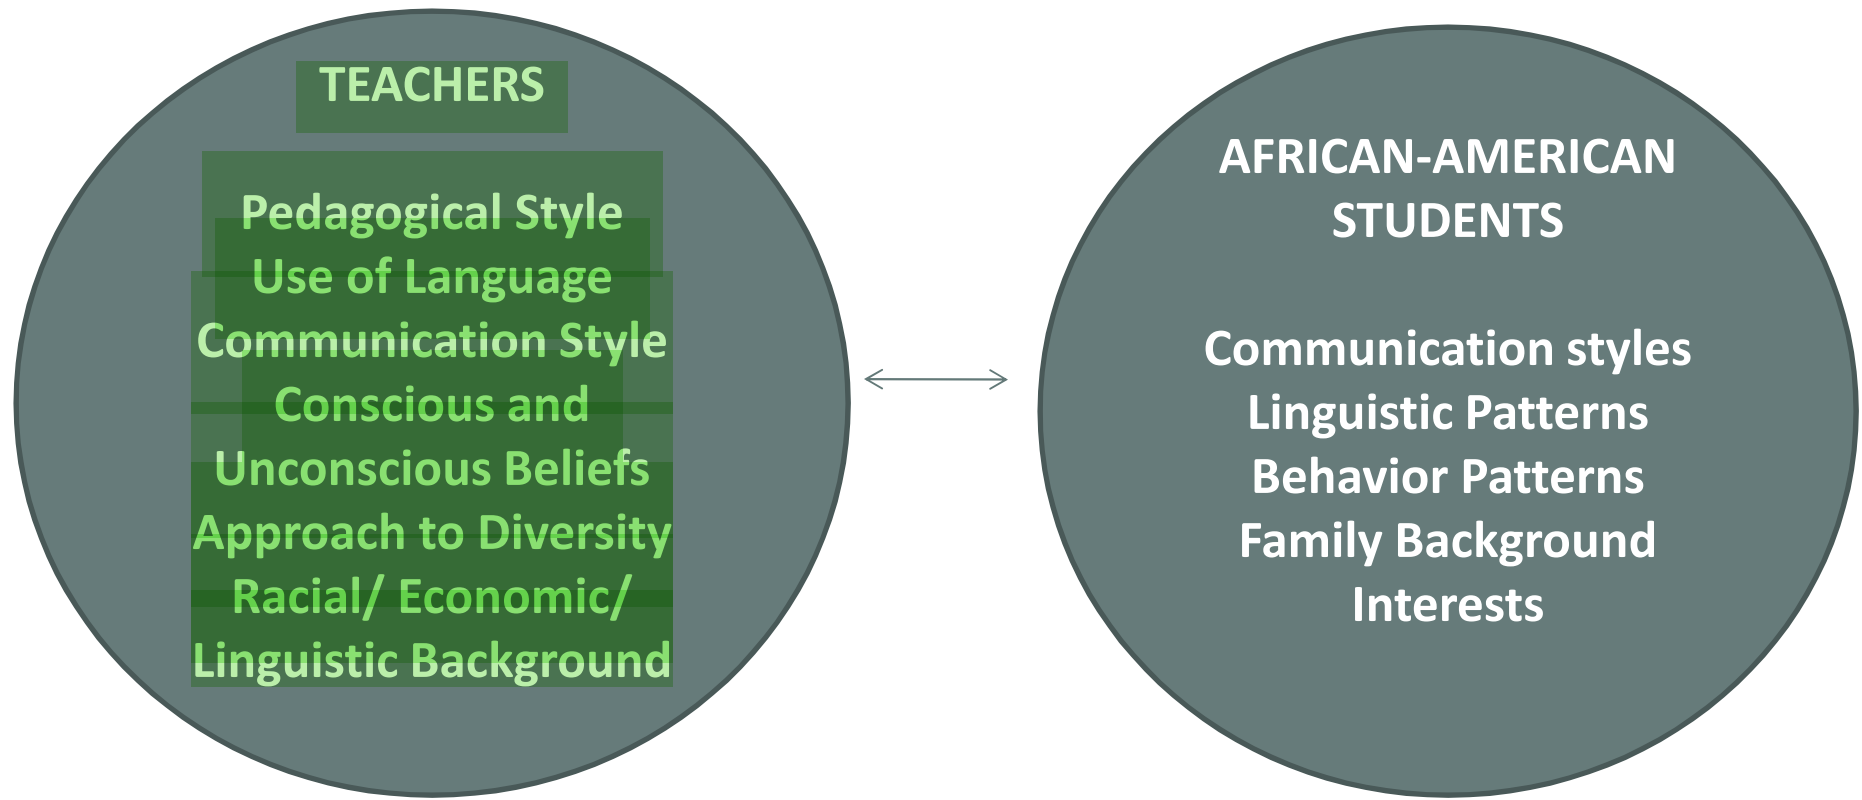 TEACHERS
Pedagogical Style
Use of Language
Communication Style
Conscious and
Unconscious Beliefs
Approach to Diversity
Racial/ Economic/
Linguistic Background
AFRICAN-AMERICAN
STUDENTS
Communication styles
Linguistic Patterns
Behavior Patterns
Family Background
Interests